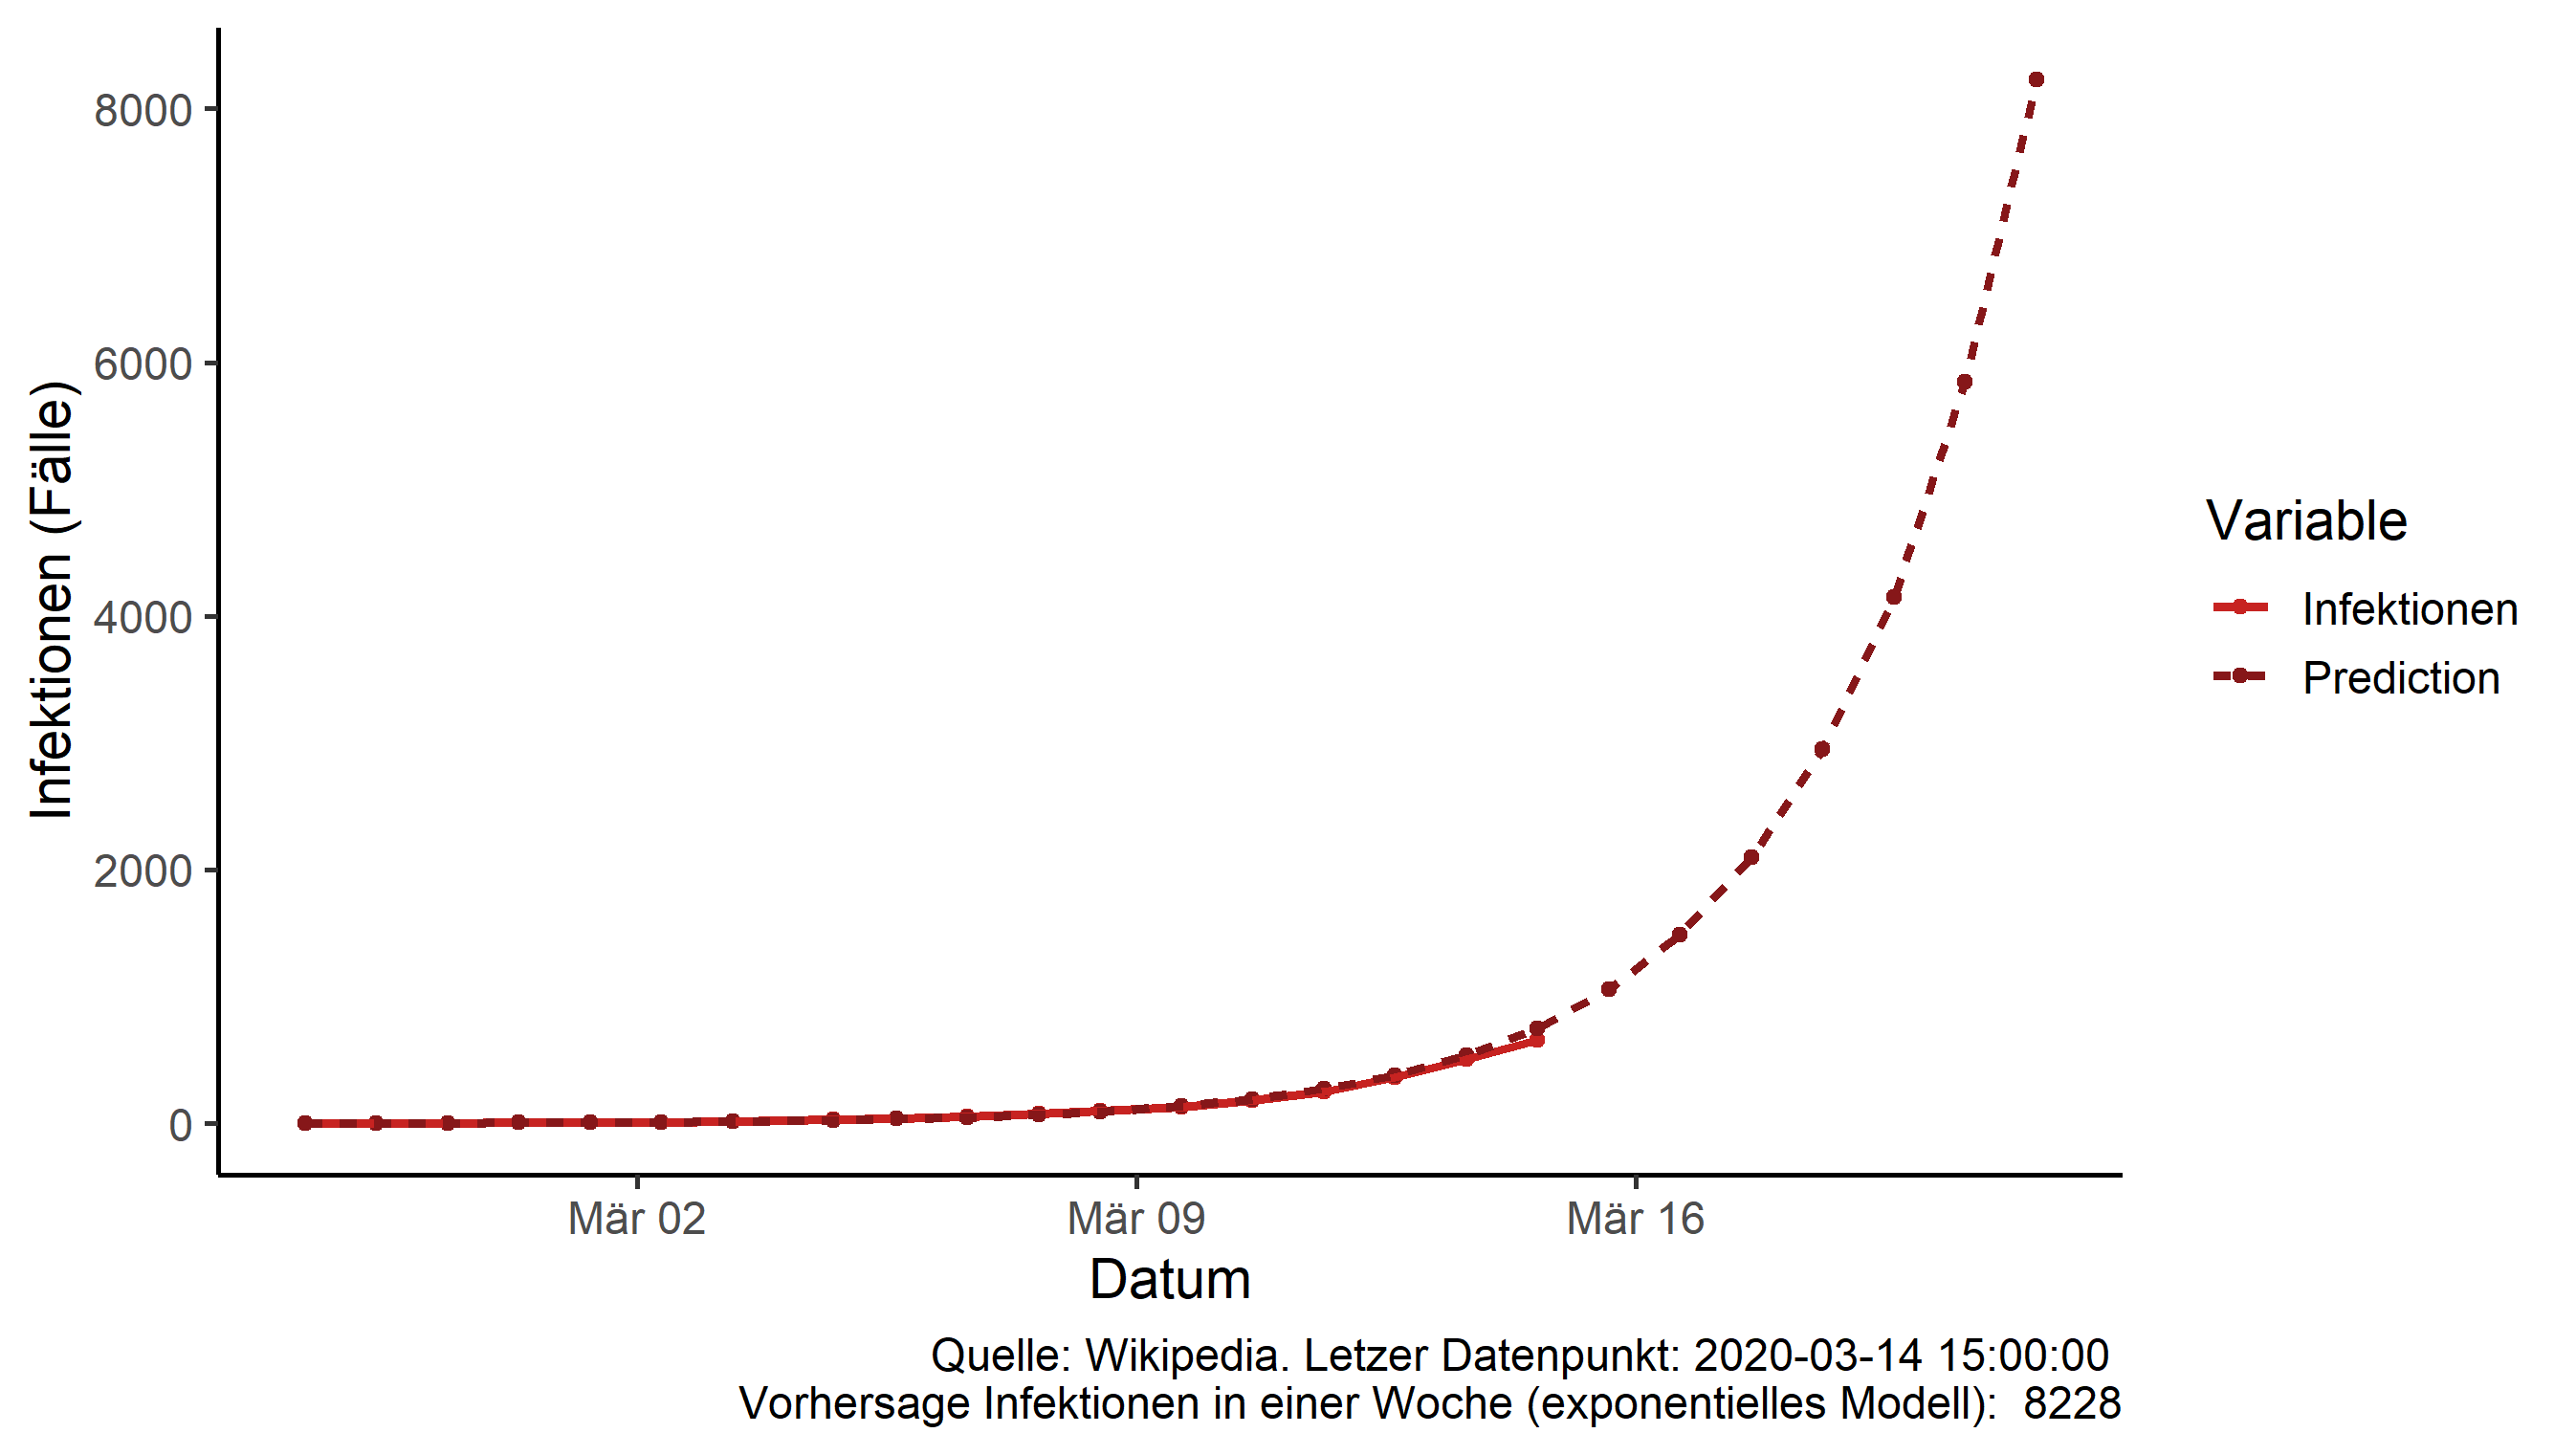 8000
6000
4000
2000
0
Infektionen (Fälle)
Mär 02
Mär 09
Mär 16
Datum
Variable
Infektionen
Prediction
Quelle: Wikipedia. Letzer Datenpunkt: 2020-03-14 15:00:00
Vorhersage Infektionen in einer Woche (exponentielles Modell): 8228